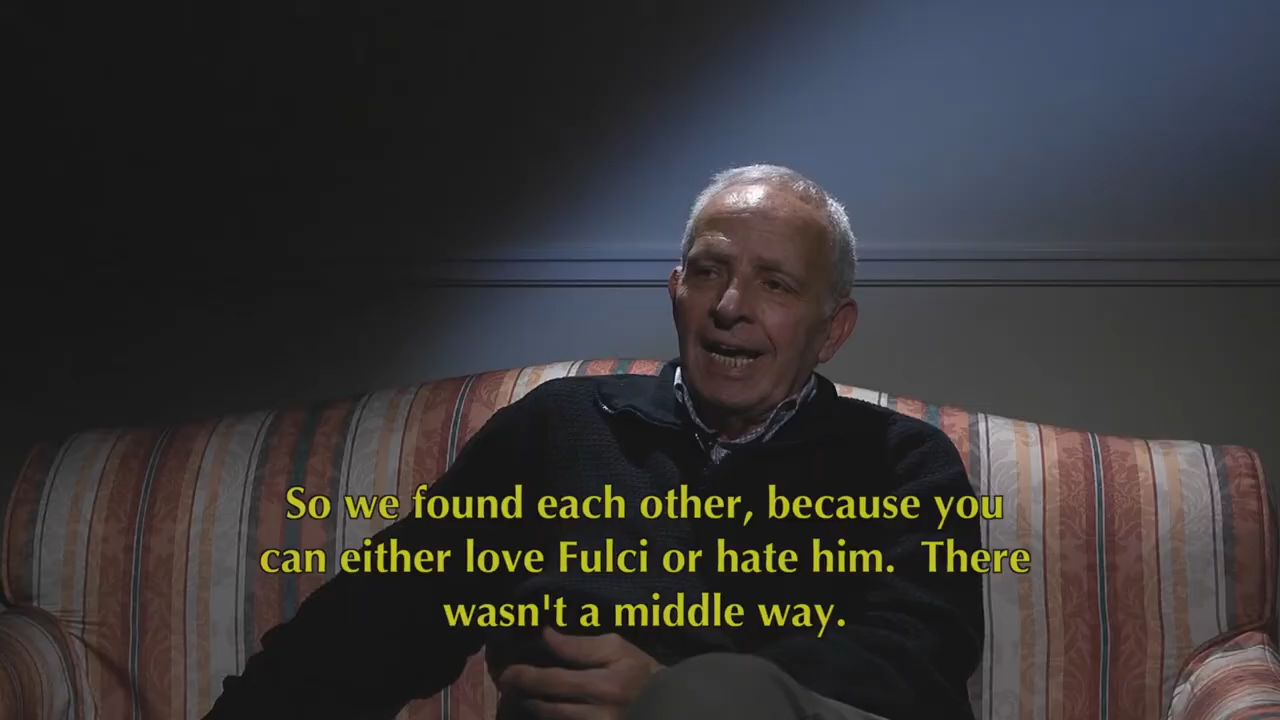 So we found each other, because you
can either love Fulci or hate him.  There
wasn't a middle way.